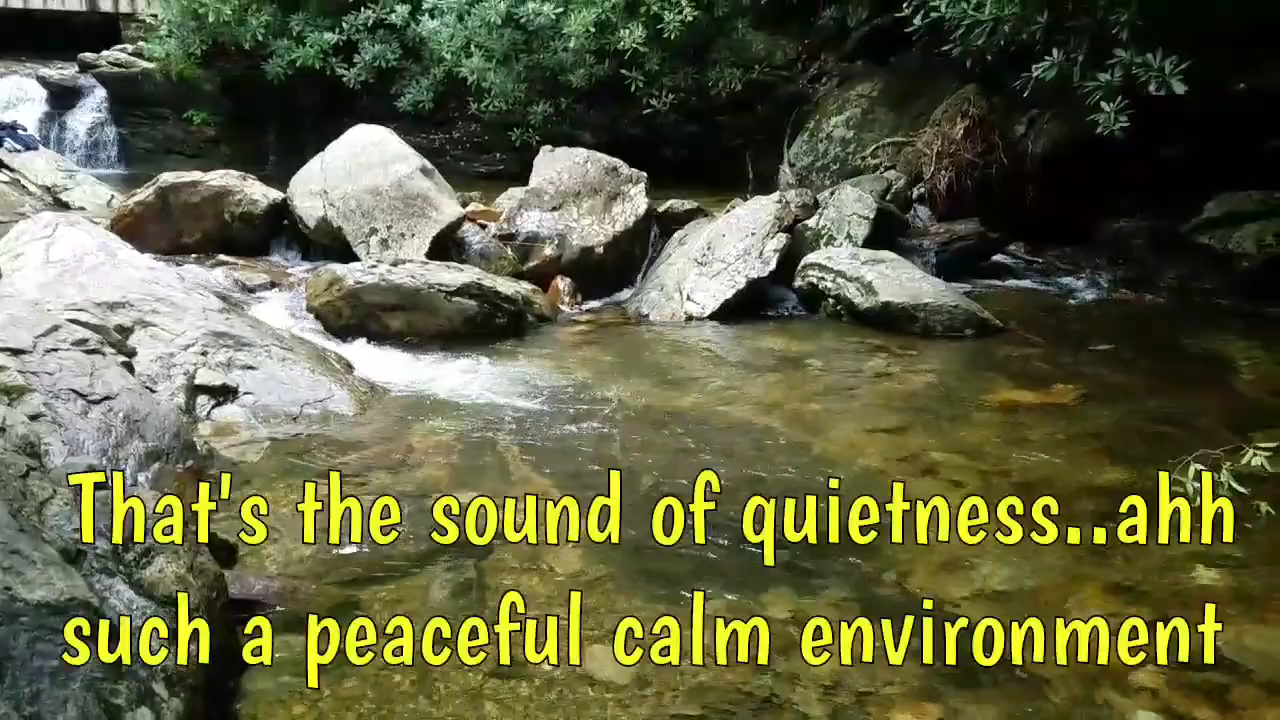 That's the sound of quietness..ahh
such a peaceful calm environment